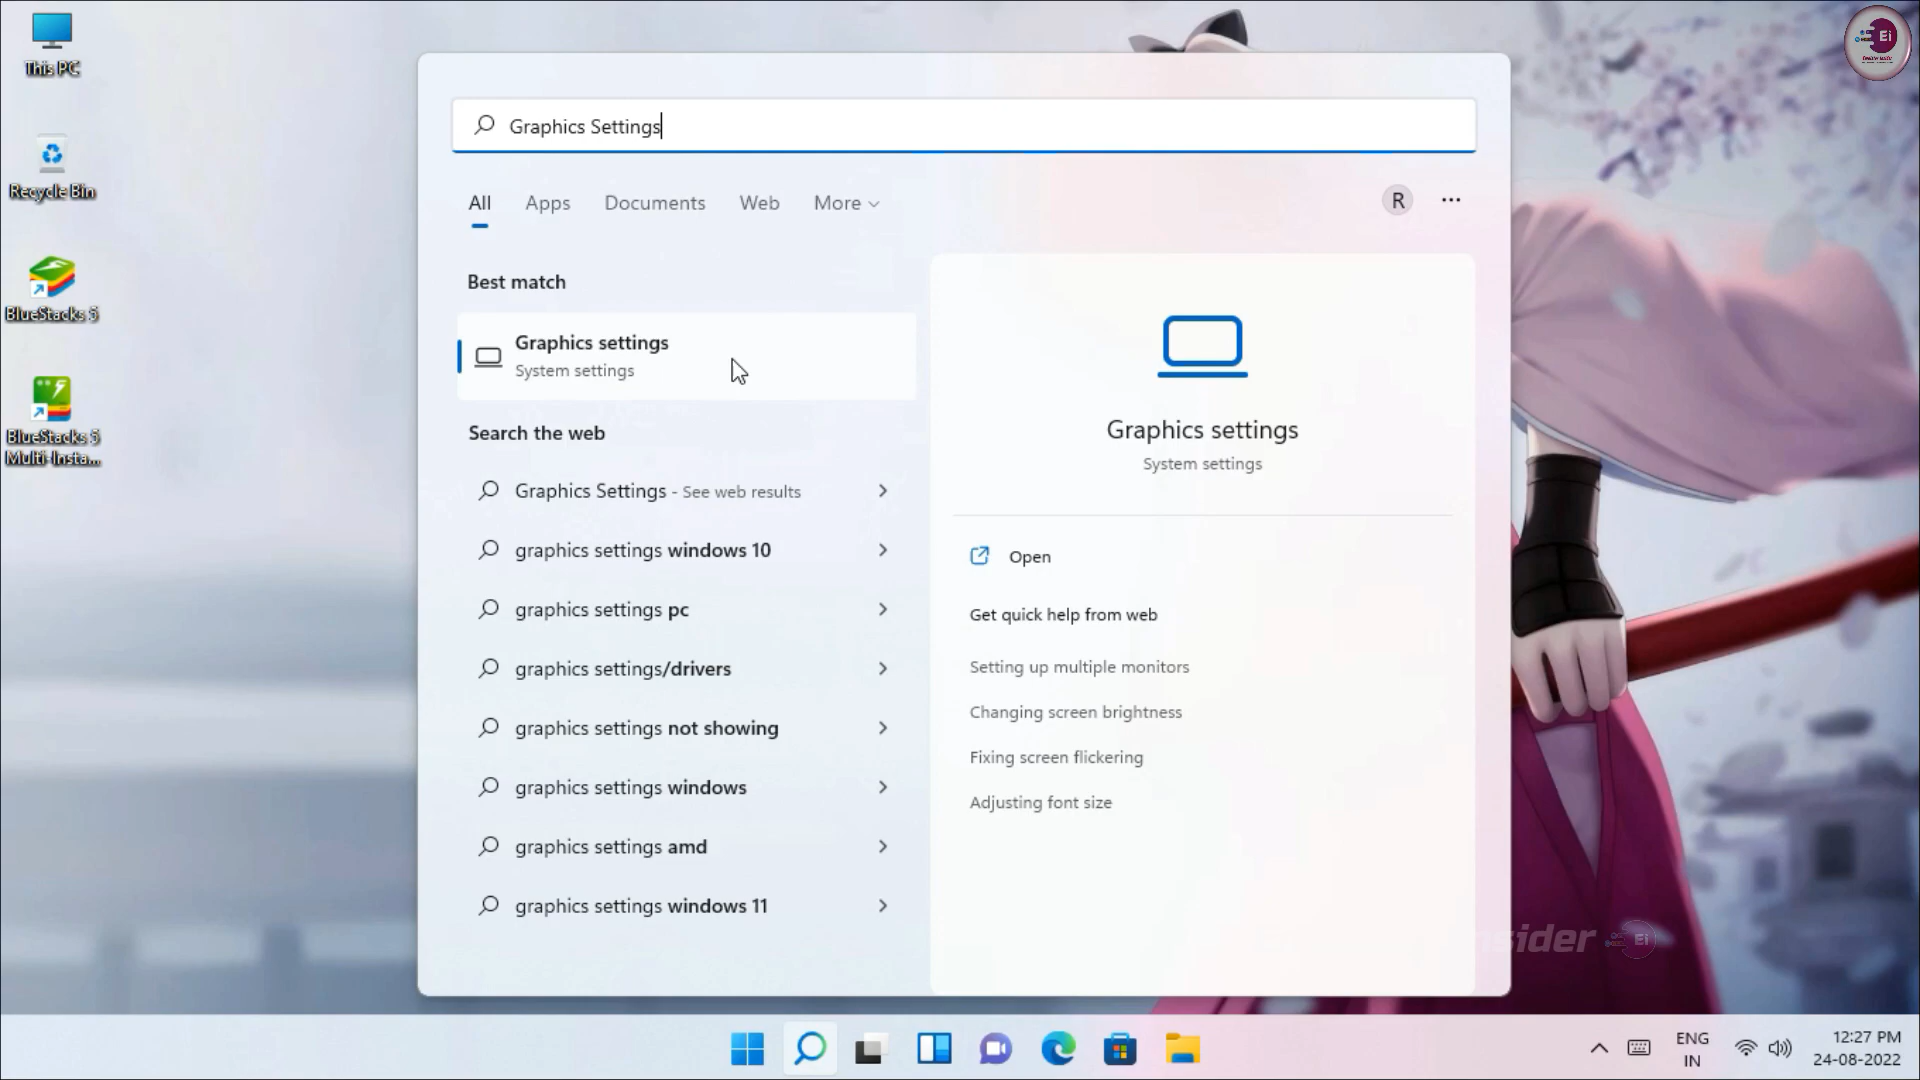 This PC
Recycle Bin
BlueStacks 5
BlueStacks 5
Multi-Insta...
Ei
Graphics Settings
All
Apps
Documents
Web
More
R
Best match
Graphics settings
System settings
Search the web
Graphics Settings - See web results
graphics settings windows 10
graphics settings pc
graphics settings/drivers
graphics settings not showing
graphics settings windows
graphics settings amd
graphics settings windows 11
Graphics settings
System settings
Open
Get quick help from web
Setting up multiple monitors
Changing screen brightness
Fixing screen flickering
Adjusting font size
sider Ei
ENG
IN
12:27 PM
24-08-2022